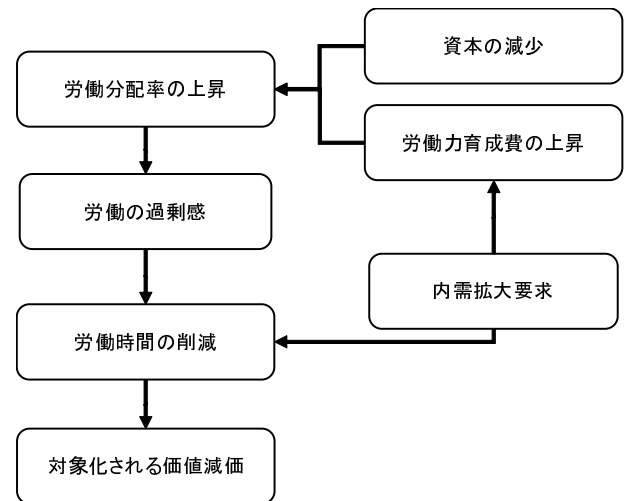 資本の減少
労働分配率の上昇
労働力育成費の上昇
労働の過剰感
内需拡大要求
労働時間の削減
対象化される価値減価